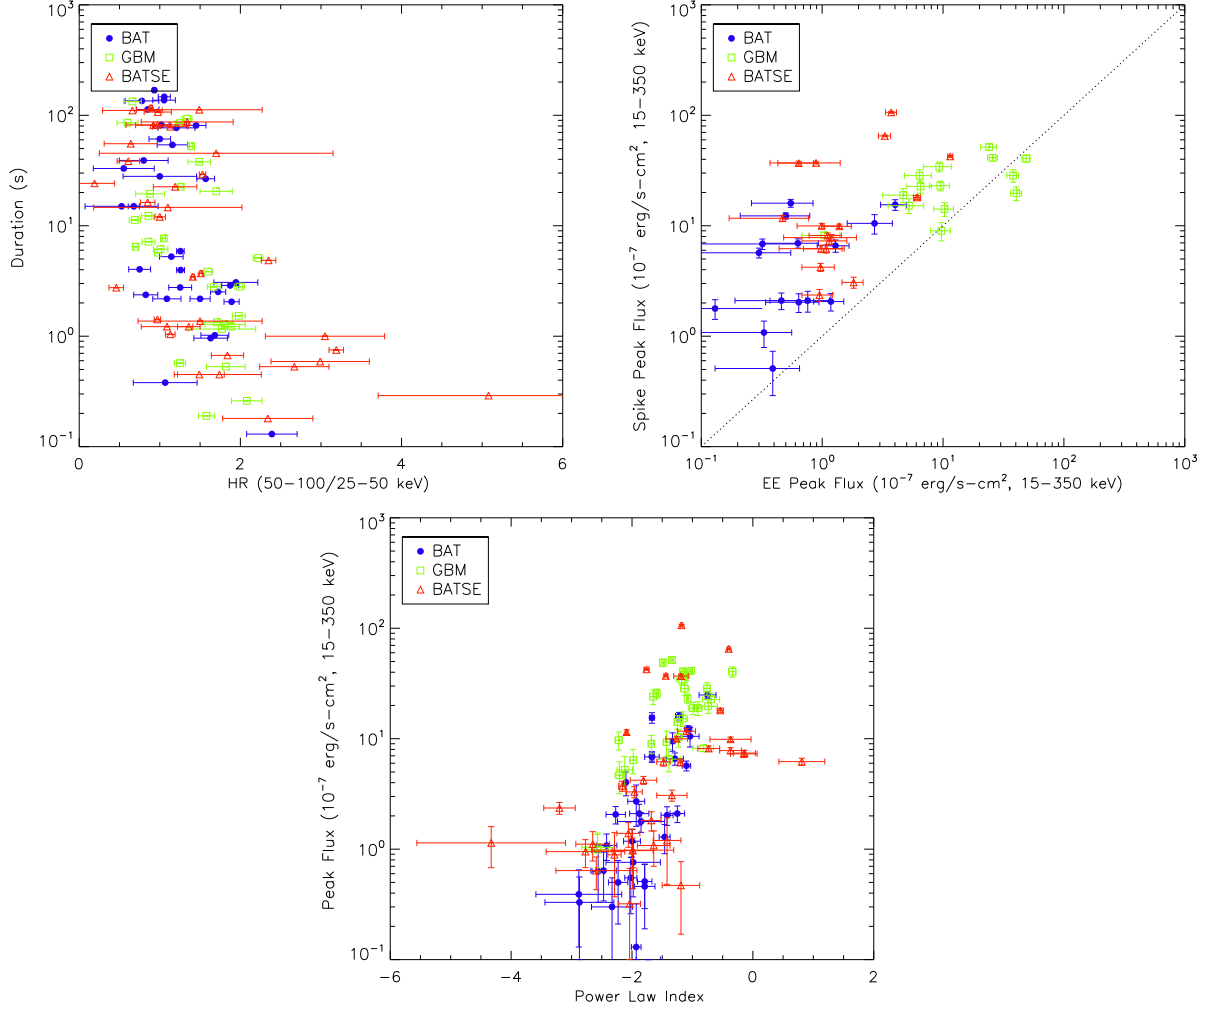 10³
10²
10¹
10⁰
10⁻¹
Duration (s)
BAT
GBM
BATSE
0
2
4
6
HR (50−100/25−50 keV)
10³
10²
10¹
10⁰
10⁻¹
Spike Peak Flux (10⁻⁷ erg/s−cm², 15−350 keV)
BAT
GBM
BATSE
10⁻¹
10⁰
10¹
10²
10³
EE Peak Flux (10⁻⁷ erg/s−cm², 15−350 keV)
10³
10²
10¹
10⁰
10⁻¹
Peak Flux (10⁻⁷ erg/s−cm², 15−350 keV)
BAT
GBM
BATSE
−6
−4
−2
0
2
Power Law Index